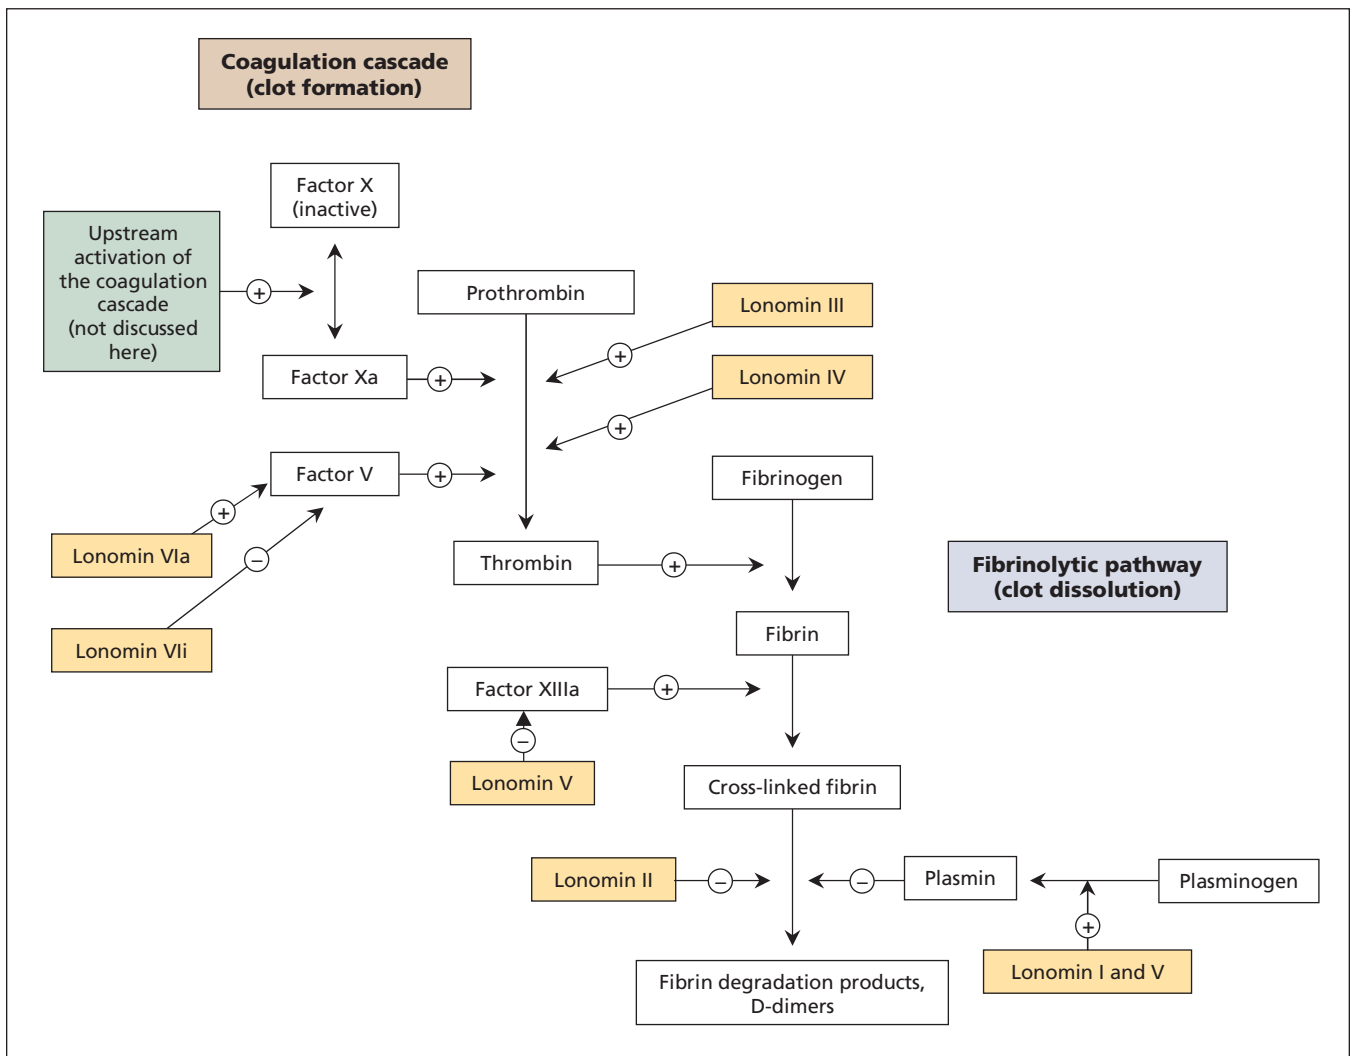 Coagulation cascade
(clot formation)
Factor X
(inactive)
Upstream
activation of
the coagulation
cascade
(not discussed
here)
+
Prothrombin
Lonomin III
+
Factor Xa
+
Lonomin IV
+
Factor V
+
Fibrinogen
Lonomin VIa
+
−
Thrombin
+
Fibrinolytic pathway
(clot dissolution)
Lonomin VIi
Fibrin
Factor XIIIa
+
−
Lonomin V
Cross-linked fibrin
Lonomin II
−
−
Plasmin
Plasminogen
+
Lonomin I and V
Fibrin degradation products,
D-dimers